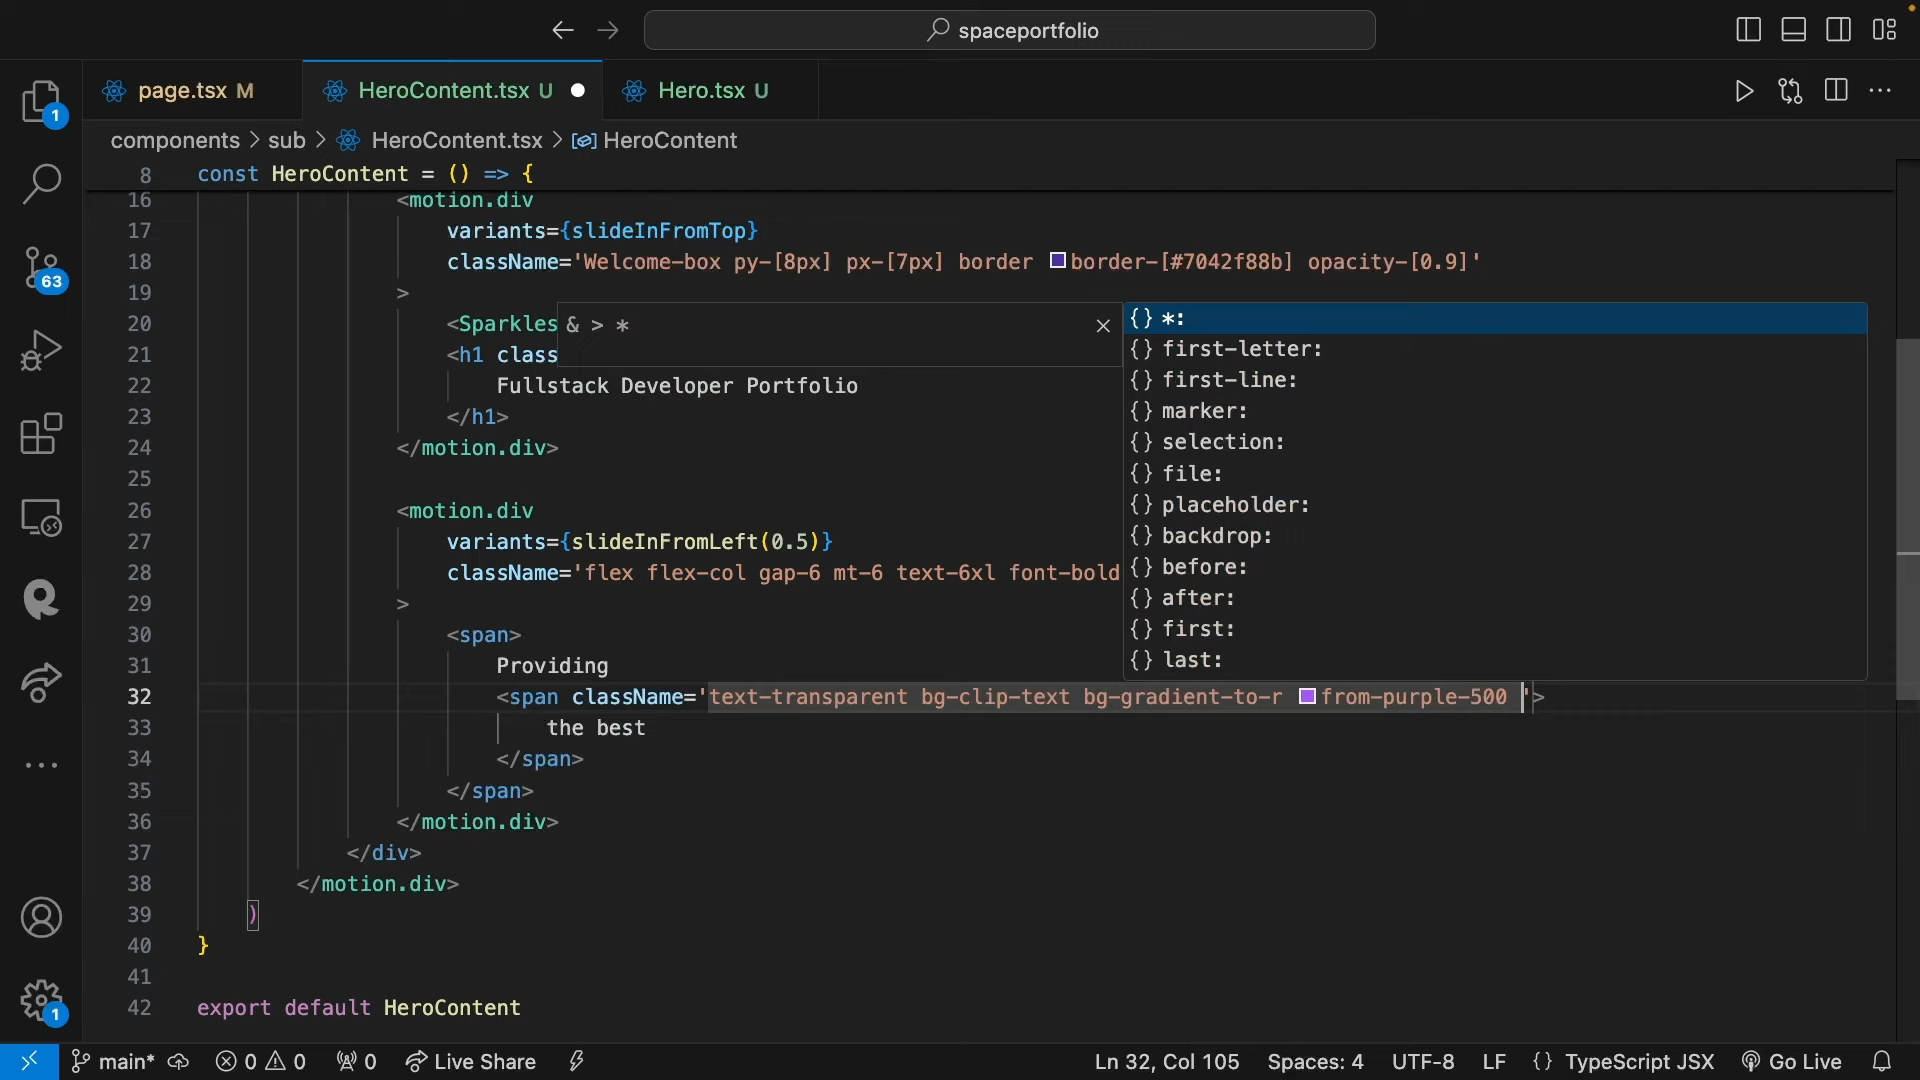 spaceportfolio
page.tsx M
HeroContent.tsx U
Hero.tsx U
components > sub > HeroContent.tsx > HeroContent
8 const HeroContent = () => {
16 <motion.div
17 variants={slideInFromTop}
18 className='Welcome-box py-[8px] px-[7px] border border-[#7042f88b] opacity-[0.9]'
19 >
20 <Sparkles
& > *
21 <h1 class
22 Fullstack Developer Portfolio
23 </h1>
24 </motion.div>
25
26 <motion.div
27 variants={slideInFromLeft(0.5)}
28 className='flex flex-col gap-6 mt-6 text-6xl font-bold
29 >
30 <span>
31 Providing
32 <span className='text-transparent bg-clip-text bg-gradient-to-r from-purple-500 '>
33 the best
34 </span>
35 </span>
36 </motion.div>
37 </div>
38 </motion.div>
39 )
40 }
41
42 export default HeroContent
{} *:
{} first-letter:
{} first-line:
{} marker:
{} selection:
{} file:
{} placeholder:
{} backdrop:
{} before:
{} after:
{} first:
{} last:
1
63
1
main* 0 0 0 Live Share Ln 32, Col 105 Spaces: 4 UTF-8 LF {} TypeScript JSX Go Live